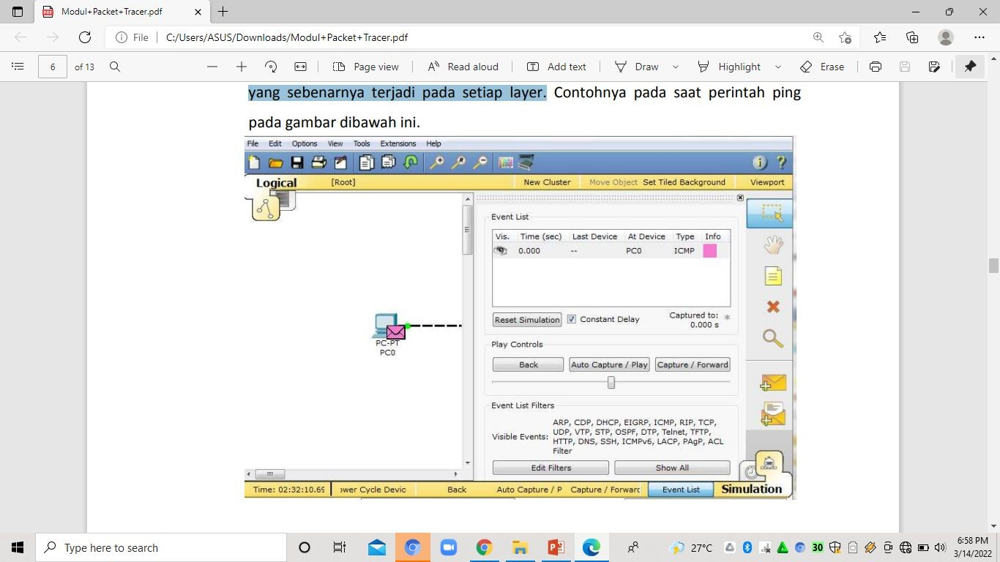 Modul+Packet+Tracer.pdf
File C:/Users/ASUS/Downloads/Modul+Packet+Tracer.pdf
6 of 13 Page view Read aloud Add text Draw Highlight Erase
yang sebenarnya terjadi pada setiap layer. Contohnya pada saat perintah ping
pada gambar dibawah ini.
File Edit Options View Tools Extensions Help
Logical [Root] New Cluster Move Object Set Tiled Background Viewport
Event List
Vis. Time (sec) Last Device At Device Type Info
0.000 -- PC0 ICMP
Reset Simulation Constant Delay Captured to: *
0.000 s
PC-PT
PC0
Play Controls
Back Auto Capture / Play Capture / Forward
Event List Filters
Visible Events: ARP, CDP, DHCP, EIGRP, ICMP, RIP, TCP,
UDP, VTP, STP, OSPF, DTP, Telnet, TFTP,
HTTP, DNS, SSH, ICMPv6, LACP, PAgP, ACL
Filter
Edit Filters Show All
Time: 02:32:10.69 ower Cycle Devic Back Auto Capture / P Capture / Forward Event List Simulation
Type here to search 27°C 30 6:58 PM
3/14/2022